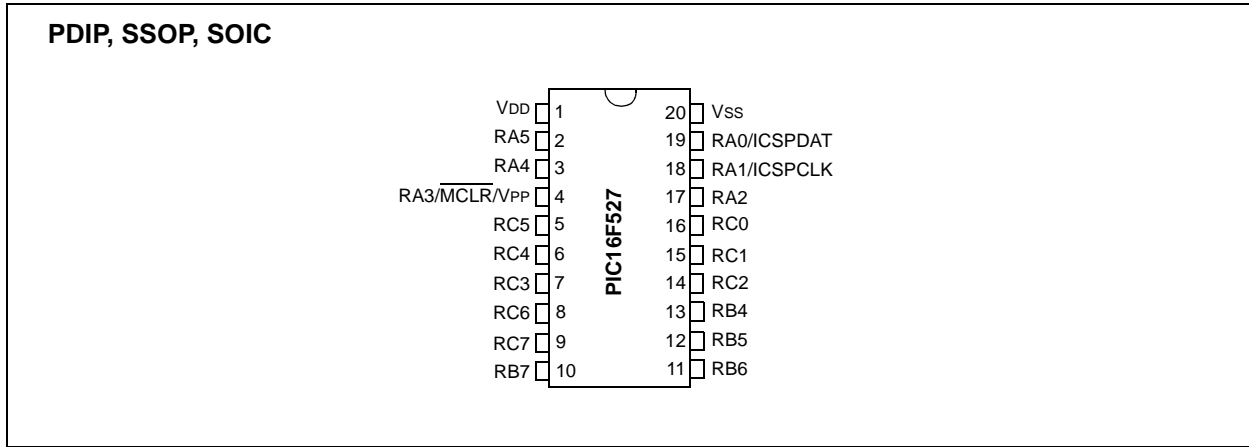 PDIP, SSOP, SOIC
VDD 1 20 VSS
RA5 2 19 RA0/ICSPDAT
RA4 3 18 RA1/ICSPCLK
RA3/MCLR/VPP 4 17 RA2
RC5 5 16 RC0
RC4 6 15 RC1
RC3 7 14 RC2
RC6 8 13 RB4
RC7 9 12 RB5
RB7 10 11 RB6
PIC16F527